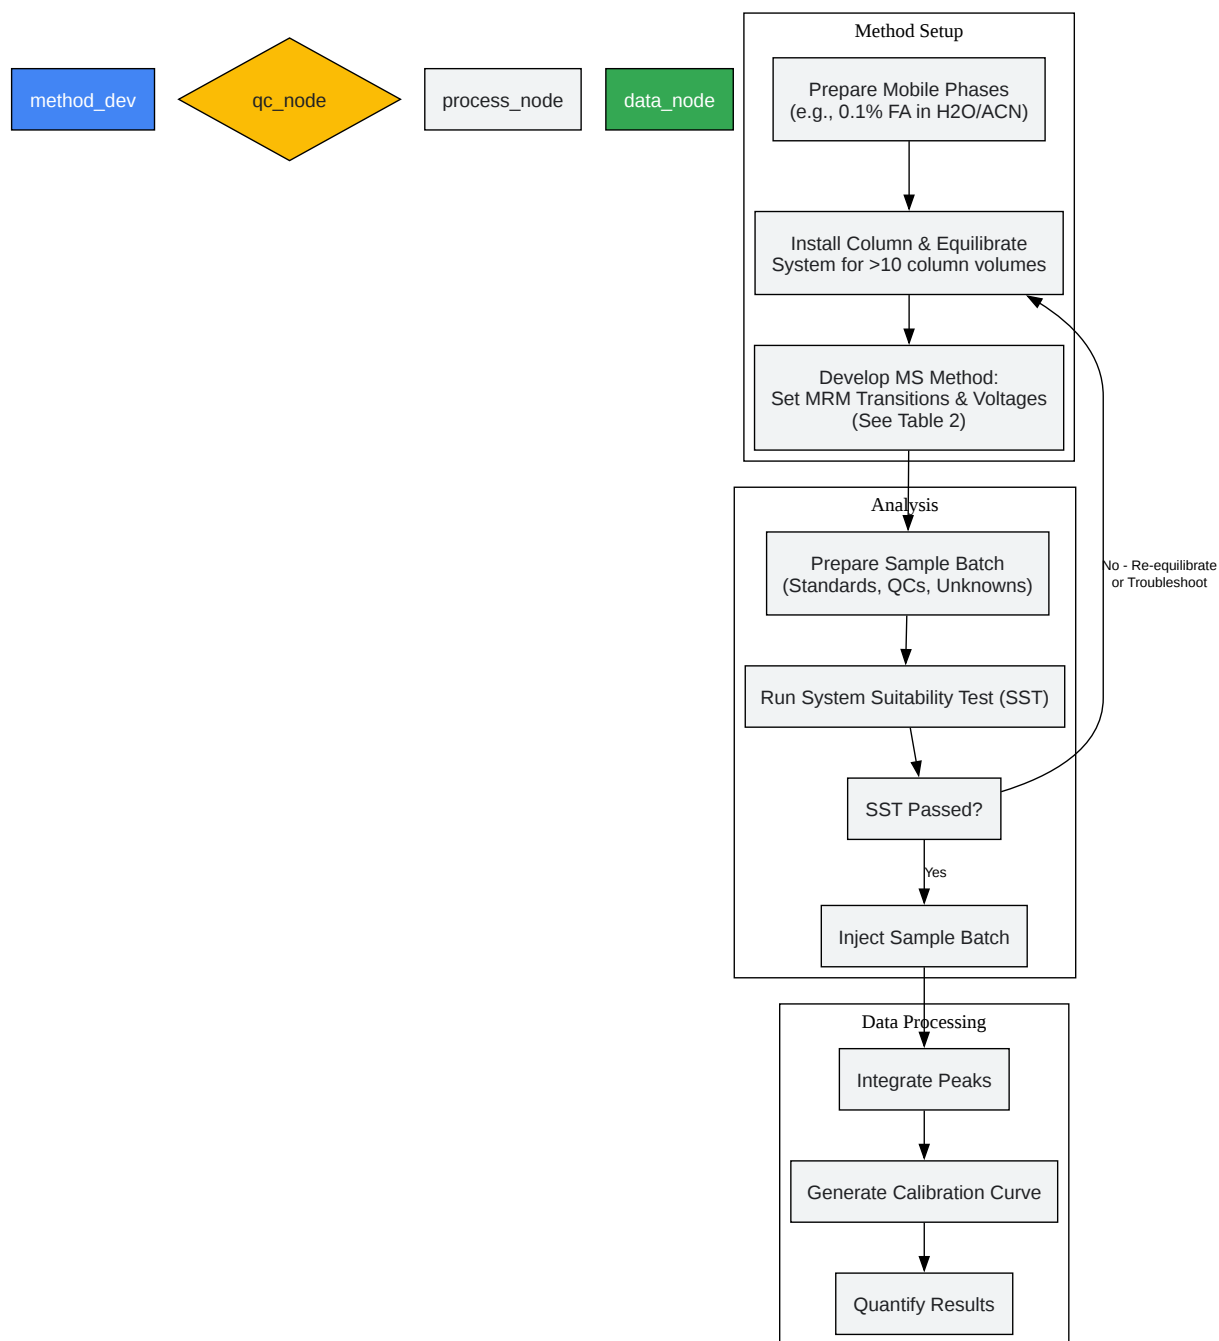 method_dev
qc_node
process_node
data_node
Method Setup
Prepare Mobile Phases
(e.g., 0.1% FA in H2O/ACN)
Install Column & Equilibrate
System for >10 column volumes
Develop MS Method:
Set MRM Transitions & Voltages
(See Table 2)
Analysis
Prepare Sample Batch
(Standards, QCs, Unknowns)
No - Re-equilibrate
or Troubleshoot
Run System Suitability Test (SST)
SST Passed?
Yes
Inject Sample Batch
Data Processing
Integrate Peaks
Generate Calibration Curve
Quantify Results